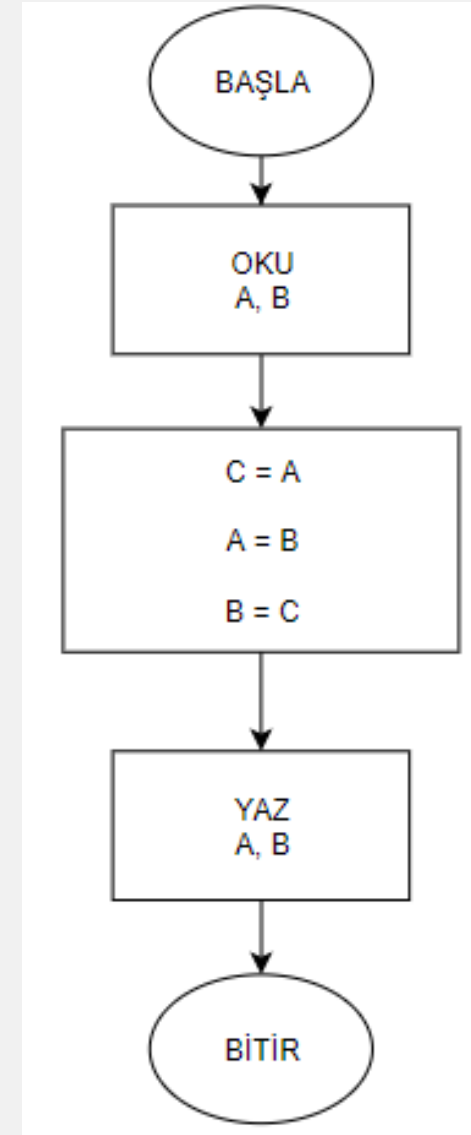 BAŞLA
OKU
A, B
C = A
A = B
B = C
YAZ
A, B
BİTİR